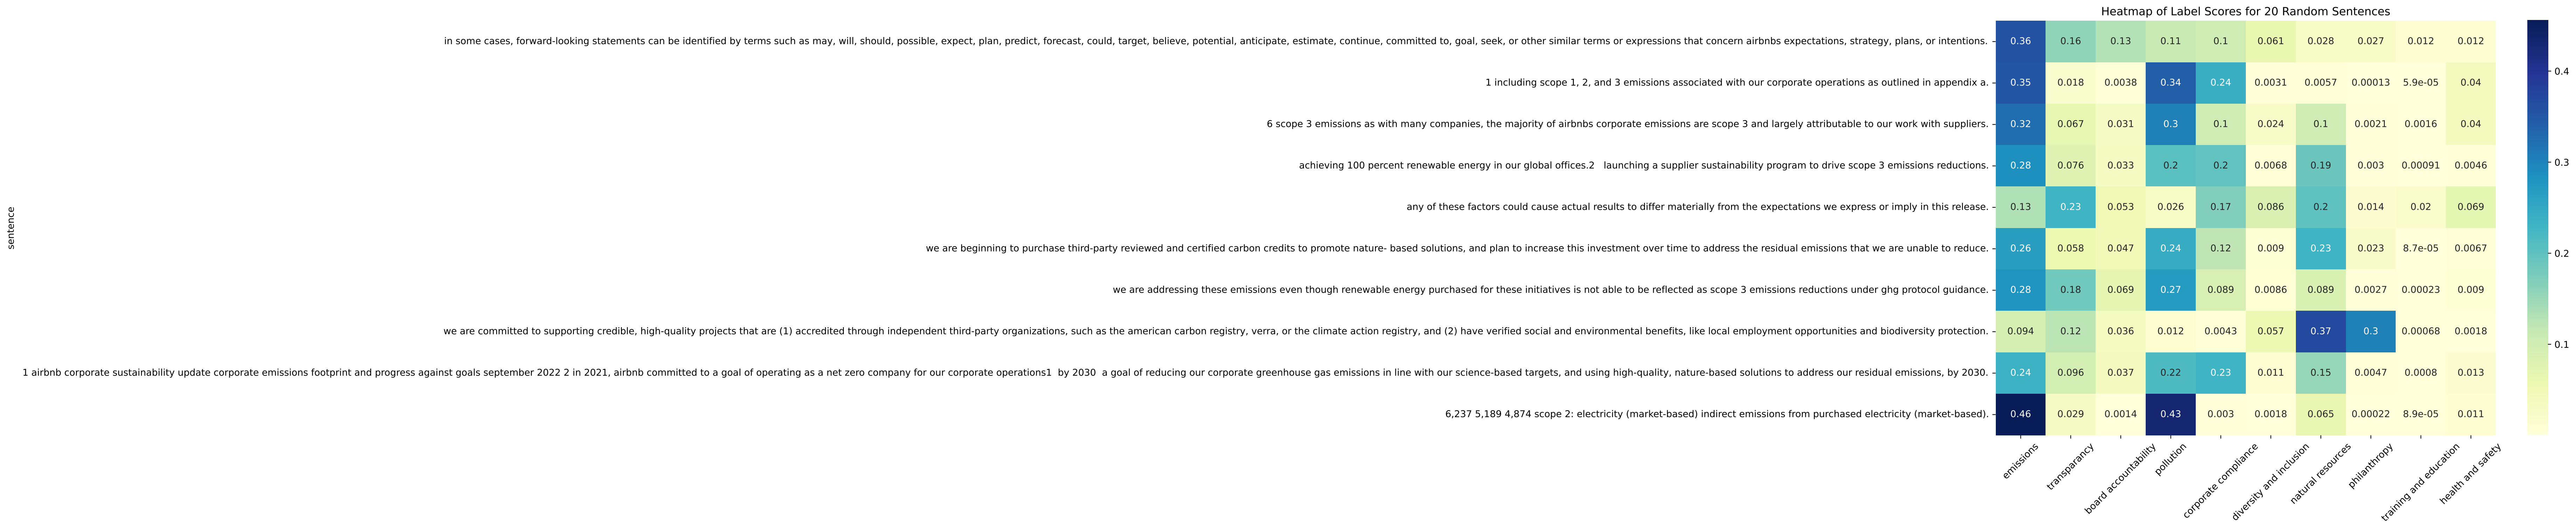 Heatmap of Label Scores for 20 Random Sentences
in some cases, forward-looking statements can be identified by terms such as may, will, should, possible, expect, plan, predict, forecast, could, target, believe, potential, anticipate, estimate, continue, committed to, goal, seek, or other similar terms or expressions that concern airbnbs expectations, strategy, plans, or intentions. 0.36 0.16 0.13 0.11 0.1 0.061 0.028 0.027 0.012 0.012
1 including scope 1, 2, and 3 emissions associated with our corporate operations as outlined in appendix a. 0.35 0.018 0.0038 0.34 0.24 0.0031 0.0057 0.00013 5.9e-05 0.04
6 scope 3 emissions as with many companies, the majority of airbnbs corporate emissions are scope 3 and largely attributable to our work with suppliers. 0.32 0.067 0.031 0.3 0.1 0.024 0.1 0.0021 0.0016 0.04
achieving 100 percent renewable energy in our global offices.2   launching a supplier sustainability program to drive scope 3 emissions reductions. 0.28 0.076 0.033 0.2 0.2 0.0068 0.19 0.003 0.00091 0.0046
any of these factors could cause actual results to differ materially from the expectations we express or imply in this release. 0.13 0.23 0.053 0.026 0.17 0.086 0.2 0.014 0.02 0.069
we are beginning to purchase third-party reviewed and certified carbon credits to promote nature- based solutions, and plan to increase this investment over time to address the residual emissions that we are unable to reduce. 0.26 0.058 0.047 0.24 0.12 0.009 0.23 0.023 8.7e-05 0.0067
we are addressing these emissions even though renewable energy purchased for these initiatives is not able to be reflected as scope 3 emissions reductions under ghg protocol guidance. 0.28 0.18 0.069 0.27 0.089 0.0086 0.089 0.0027 0.00023 0.009
we are committed to supporting credible, high-quality projects that are (1) accredited through independent third-party organizations, such as the american carbon registry, verra, or the climate action registry, and (2) have verified social and environmental benefits, like local employment opportunities and biodiversity protection. 0.094 0.12 0.036 0.012 0.0043 0.057 0.37 0.3 0.00068 0.0018
1 airbnb corporate sustainability update corporate emissions footprint and progress against goals september 2022 2 in 2021, airbnb committed to a goal of operating as a net zero company for our corporate operations1  by 2030  a goal of reducing our corporate greenhouse gas emissions in line with our science-based targets, and using high-quality, nature-based solutions to address our residual emissions, by 2030. 0.24 0.096 0.037 0.22 0.23 0.011 0.15 0.0047 0.0008 0.013
6,237 5,189 4,874 scope 2: electricity (market-based) indirect emissions from purchased electricity (market-based). 0.46 0.029 0.0014 0.43 0.003 0.0018 0.065 0.00022 8.9e-05 0.011
sentence
emissions
transparancy
board accountability
pollution
corporate compliance
diversity and inclusion
natural resources
philanthropy
training and education
health and safety
0.4
0.3
0.2
0.1